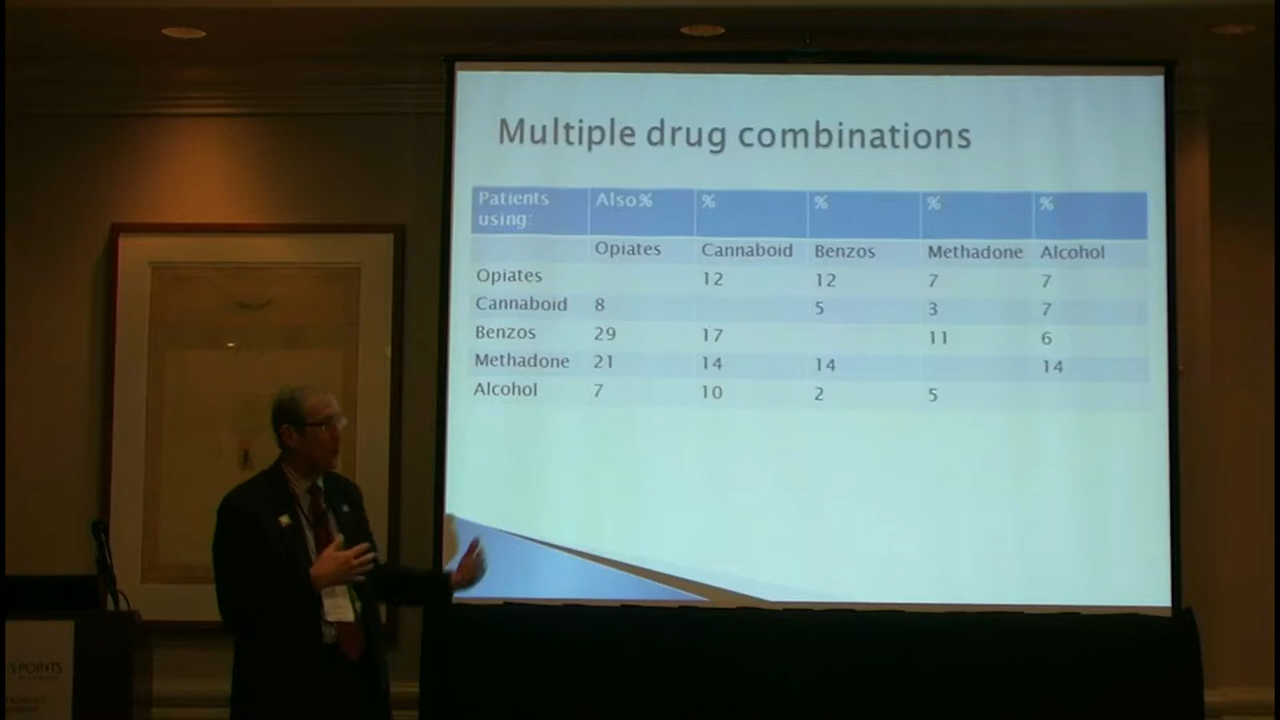 Multiple drug combinations
Patients using: Also% % % % %
Opiates Cannaboid Benzos Methadone Alcohol
Opiates 12 12 7 7
Cannaboid 8 5 3 7
Benzos 29 17 11 6
Methadone 21 14 14 14
Alcohol 7 10 2 5
POINTS